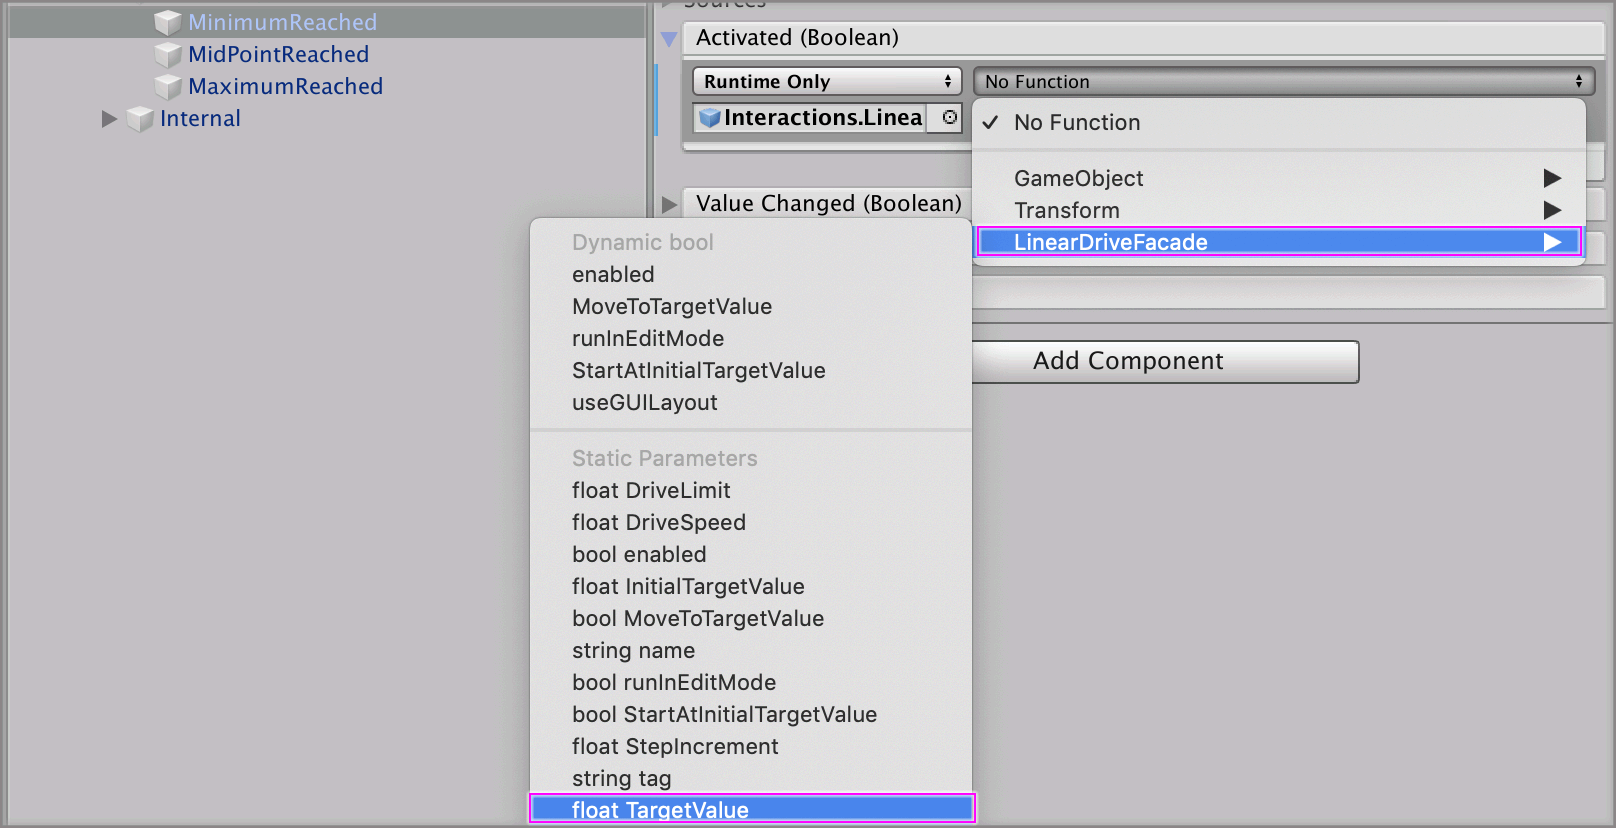 MinimumReached
MidPointReached
MaximumReached
Internal
Sources
Activated (Boolean)
Runtime Only
No Function
Interactions.Linea
No Function
GameObject
Transform
LinearDriveFacade
Value Changed (Boolean)
Add Component
Dynamic bool
enabled
MoveToTargetValue
runInEditMode
StartAtInitialTargetValue
useGUILayout
Static Parameters
float DriveLimit
float DriveSpeed
bool enabled
float InitialTargetValue
bool MoveToTargetValue
string name
bool runInEditMode
bool StartAtInitialTargetValue
float StepIncrement
string tag
float TargetValue